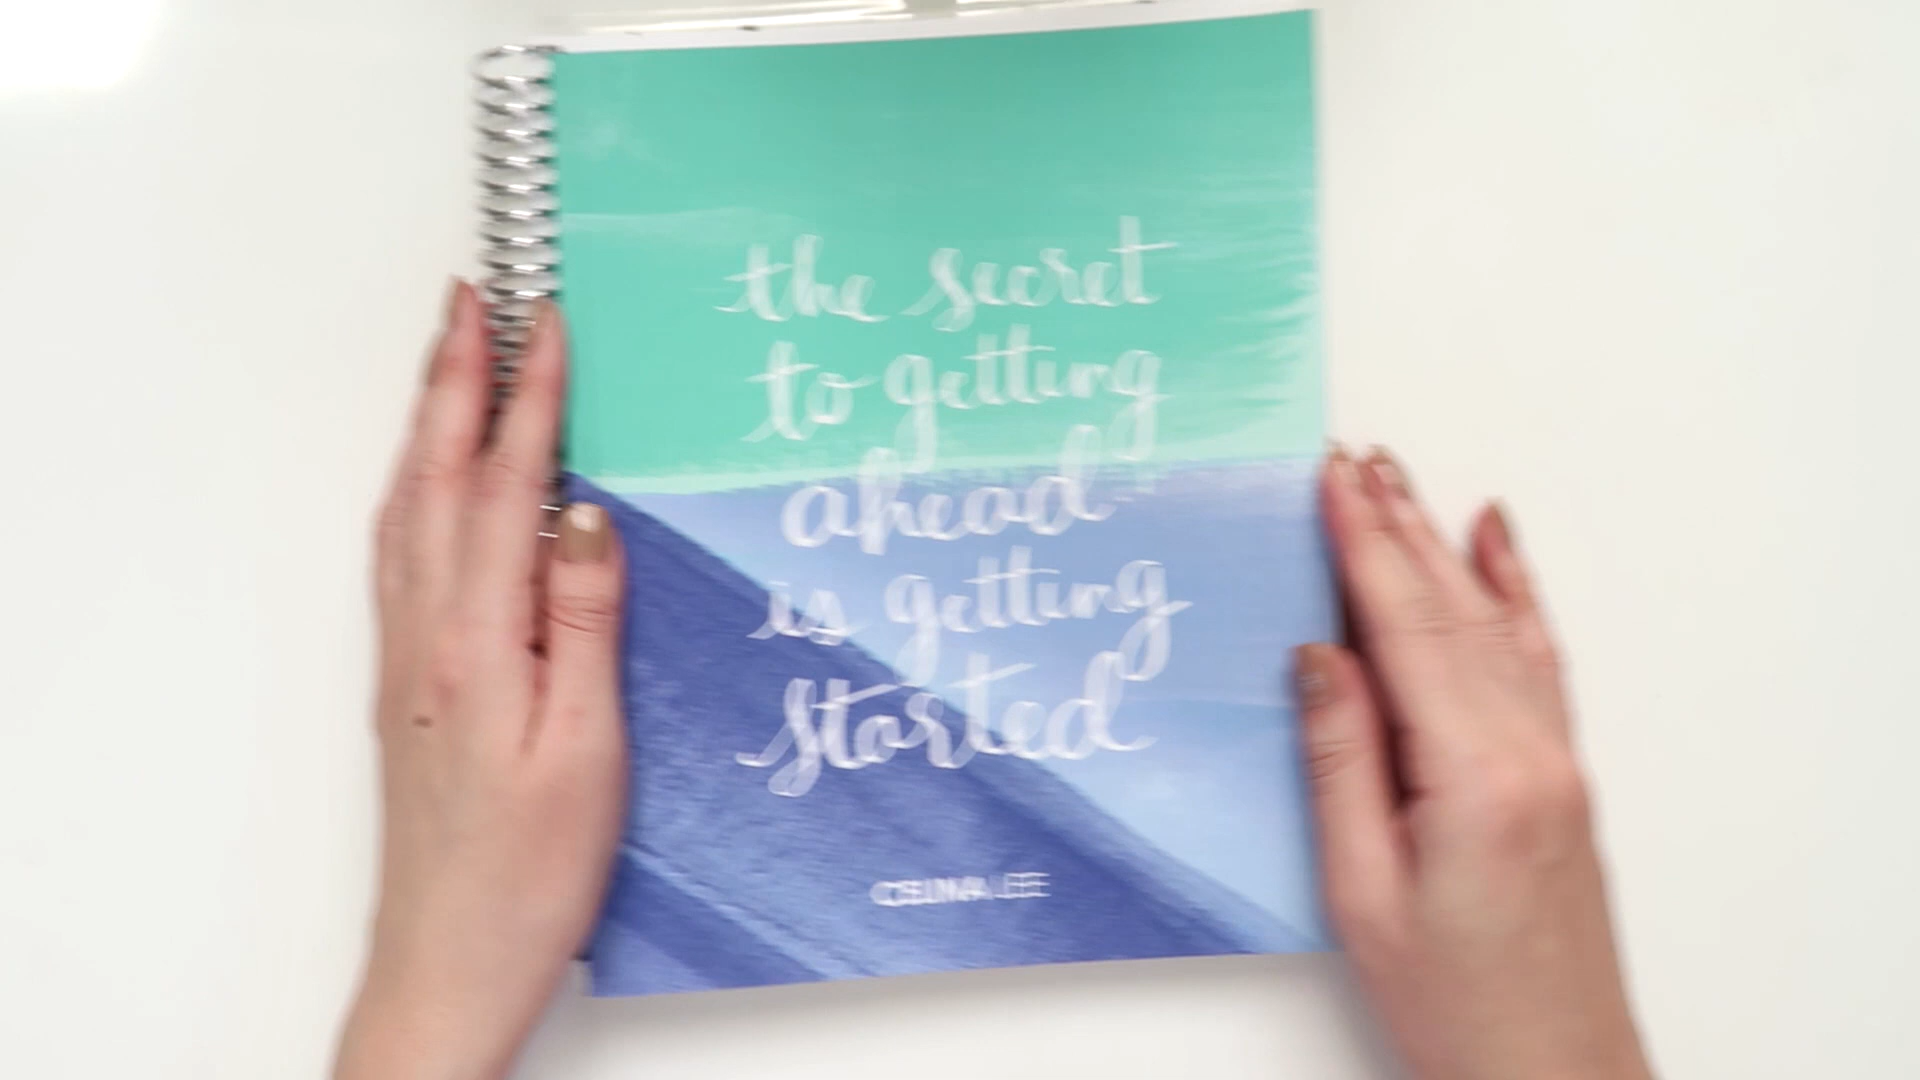 the secret
to getting
ahead
is getting
started